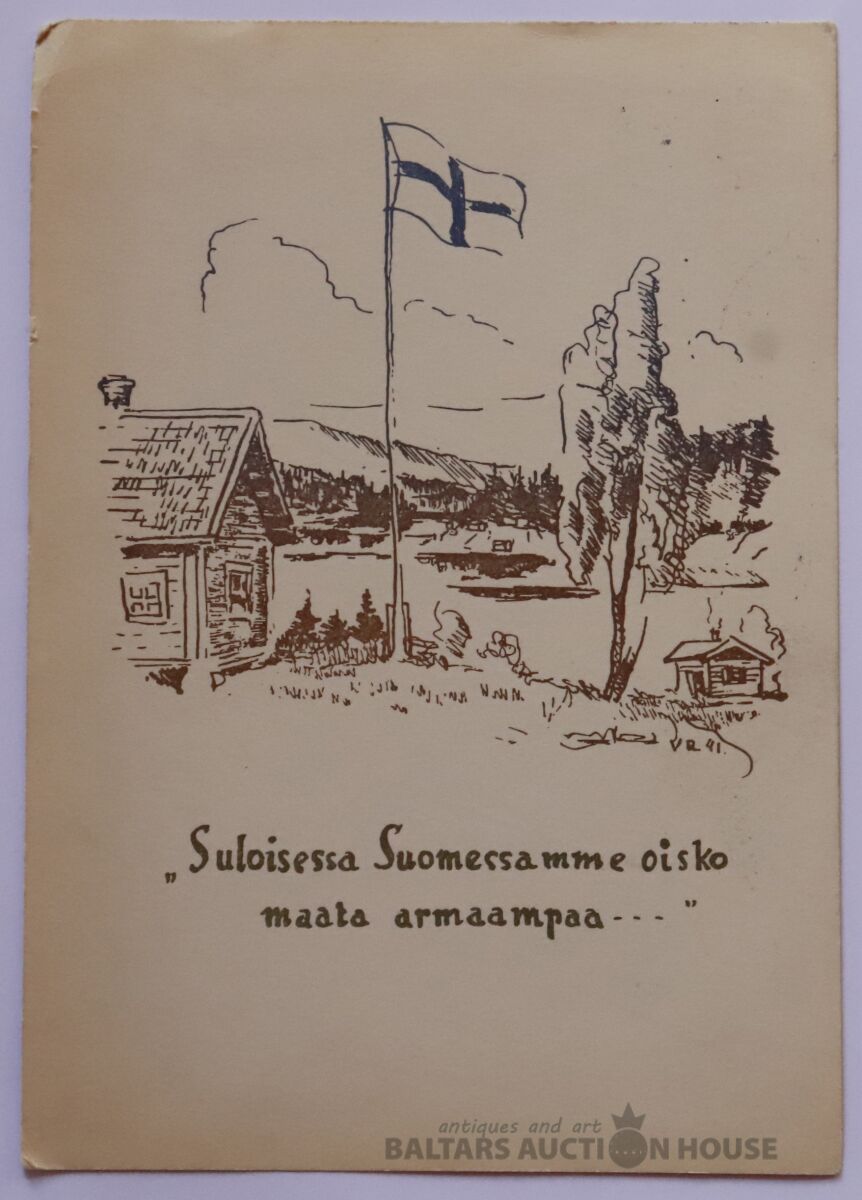 VR 41.
„Suloisessa Suomessamme oisko
maata armaampaa---"
antiques and art
BALTARS AUCTION HOUSE